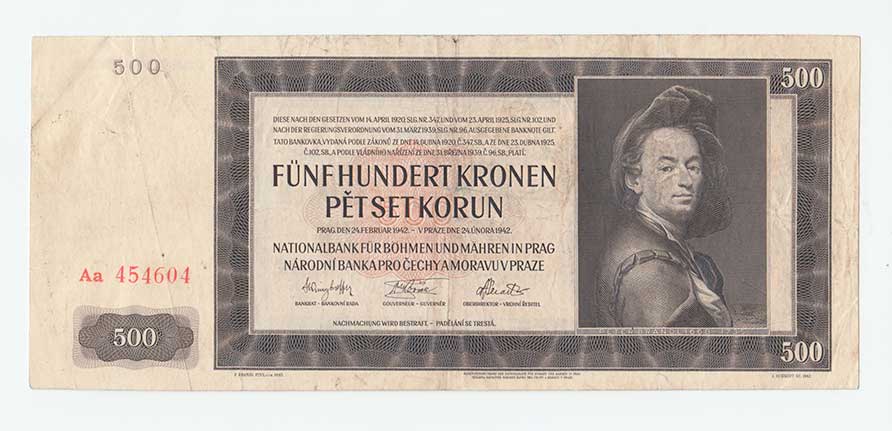 500
500
DIESE NACH DEN GESETZEN VOM 14. APRIL 1920, SLG. NR. 347, UND VOM 23. APRIL 1925, SLG. NR. 102, UND
NACH DER REGIERUNGSVERORDNUNG VOM 31. MÄRZ 1939, SLG. NR. 96, AUSGEGEBENE BANKNOTE GILT.
TATO BANKOVKA, VYDANÁ PODLE ZÁKONŮ ZE DNE 14. DUBNA 1920, Č. 347, SB., A ZE DNE 23. DUBNA 1925,
Č. 102, SB., A PODLE VLÁDNÍHO NAŘÍZENÍ ZE DNE 31. BŘEZNA 1939, Č. 96, SB., PLATÍ.
FÜNFHUNDERT KRONEN
PĚT SET KORUN
PRAG, DEN 24. FEBRUAR 1942. – V PRAZE DNE 24. ÚNORA 1942.
NATIONALBANK FÜR BÖHMEN UND MÄHREN IN PRAG
NÁRODNÍ BANKA PRO ČECHY A MORAVU V PRAZE
Aa 454604
BANKRAT – BANKOVNÍ RADA
GOUVERNEUR – GUVERNÉR
OBERDIREKTOR – VRCHNÍ ŘEDITEL
NACHMACHUNG WIRD BESTRAFT. – PADĚLÁNÍ SE TRESTÁ.
PETER BRANDL 1668–1735
500
500